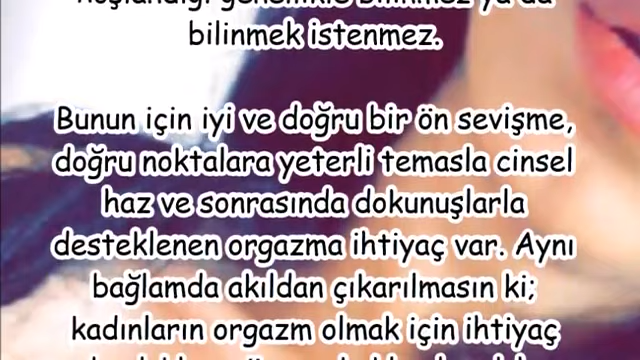 genellikle bilinmez ya da
bilinmek istenmez.
Bunun için iyi ve doğru bir ön sevişme,
doğru noktalara yeterli temasla cinsel
haz ve sonrasında dokunuşlarla
desteklenen orgazma ihtiyaç var. Aynı
bağlamda akıldan çıkarılmasın ki;
kadınların orgazm olmak için ihtiyaç